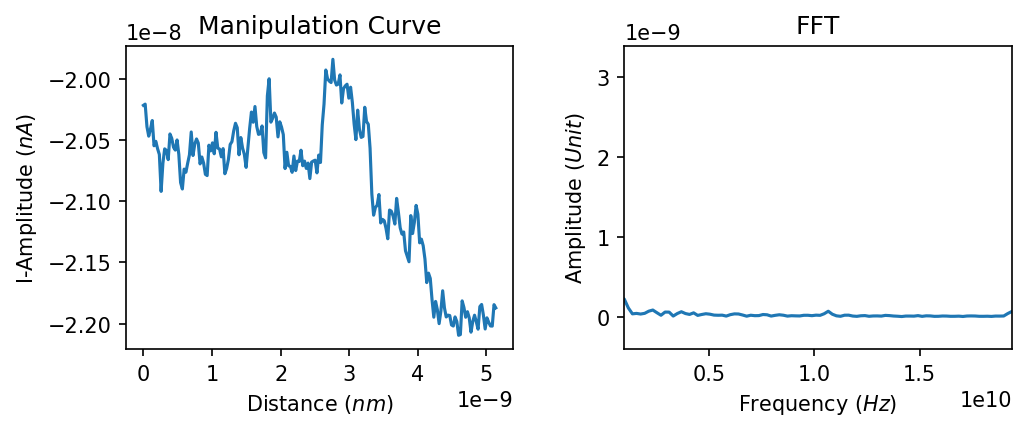 Manipulation Curve
1e−8
I-Amplitude (nA)
−2.00
−2.05
−2.10
−2.15
−2.20
0 1 2 3 4 5
1e−9
Distance (nm)
FFT
1e−9
Amplitude (Unit)
3
2
1
0
0.5 1.0 1.5
1e10
Frequency (Hz)